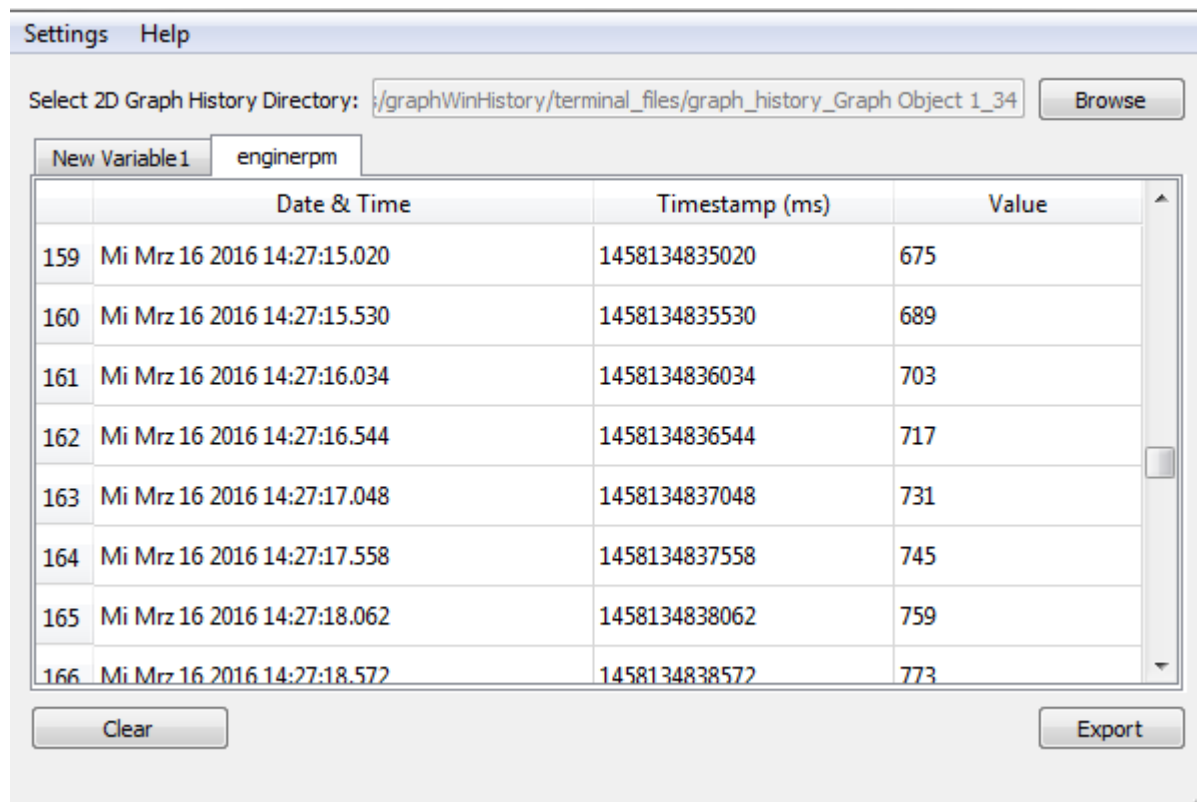 Settings Help
Select 2D Graph History Directory: :/graphWinHistory/terminal_files/graph_history_Graph Object 1_34 Browse
New Variable1 enginerpm
Date & Time Timestamp (ms) Value
159 Mi Mrz 16 2016 14:27:15.020 1458134835020 675
160 Mi Mrz 16 2016 14:27:15.530 1458134835530 689
161 Mi Mrz 16 2016 14:27:16.034 1458134836034 703
162 Mi Mrz 16 2016 14:27:16.544 1458134836544 717
163 Mi Mrz 16 2016 14:27:17.048 1458134837048 731
164 Mi Mrz 16 2016 14:27:17.558 1458134837558 745
165 Mi Mrz 16 2016 14:27:18.062 1458134838062 759
166 Mi Mrz 16 2016 14:27:18.572 1458134838572 773
Clear Export